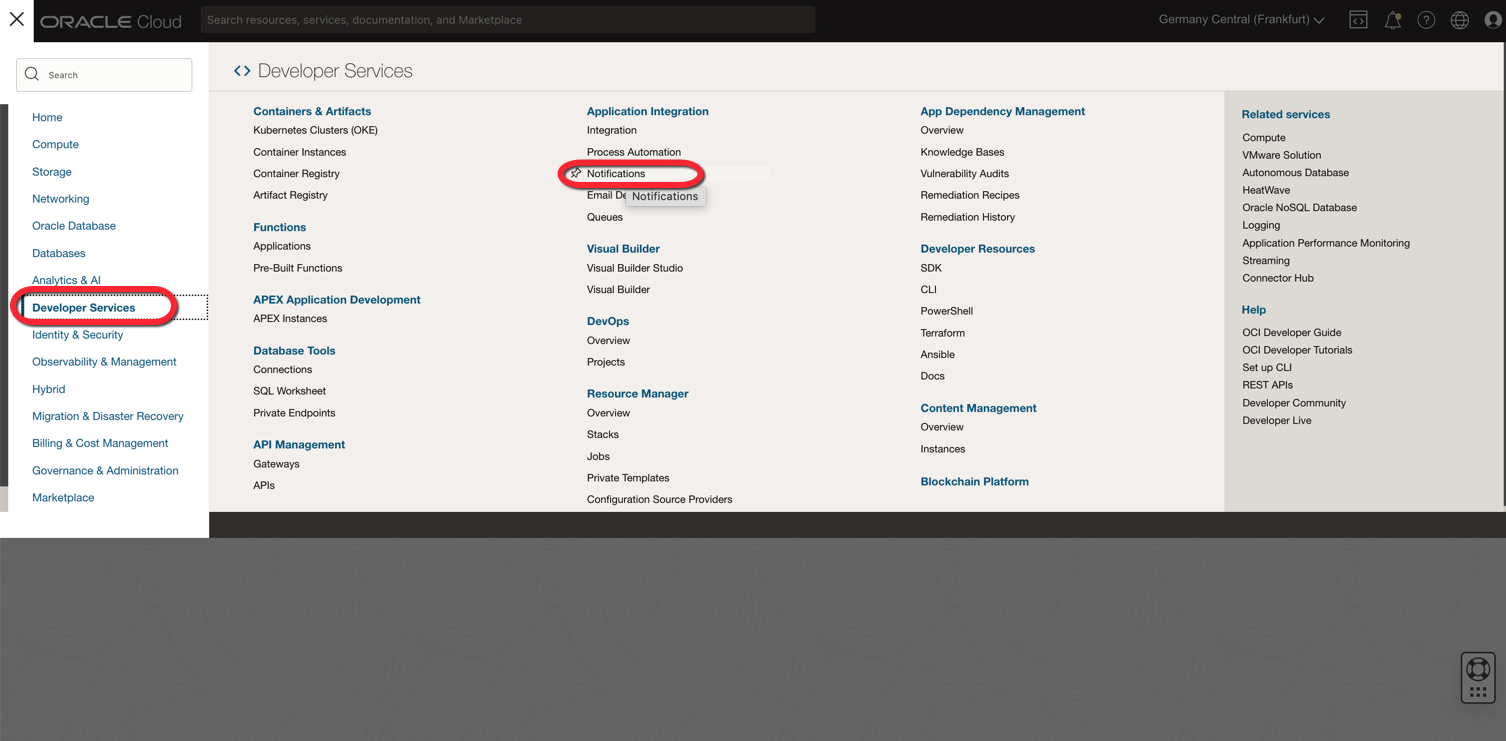 ORACLE Cloud
Search resources, services, documentation, and Marketplace
Germany Central (Frankfurt)
Search
Home
Compute
Storage
Networking
Oracle Database
Databases
Analytics & AI
Developer Services
Identity & Security
Observability & Management
Hybrid
Migration & Disaster Recovery
Billing & Cost Management
Governance & Administration
Marketplace
Developer Services
Containers & Artifacts
Kubernetes Clusters (OKE)
Container Instances
Container Registry
Artifact Registry
Functions
Applications
Pre-Built Functions
APEX Application Development
APEX Instances
Database Tools
Connections
SQL Worksheet
Private Endpoints
API Management
Gateways
APIs
Application Integration
Integration
Process Automation
Notifications
Email De
Notifications
Queues
Visual Builder
Visual Builder Studio
Visual Builder
DevOps
Overview
Projects
Resource Manager
Overview
Stacks
Jobs
Private Templates
Configuration Source Providers
App Dependency Management
Overview
Knowledge Bases
Vulnerability Audits
Remediation Recipes
Remediation History
Developer Resources
SDK
CLI
PowerShell
Terraform
Ansible
Docs
Content Management
Overview
Instances
Blockchain Platform
Related services
Compute
VMware Solution
Autonomous Database
HeatWave
Oracle NoSQL Database
Logging
Application Performance Monitoring
Streaming
Connector Hub
Help
OCI Developer Guide
OCI Developer Tutorials
Set up CLI
REST APIs
Developer Community
Developer Live